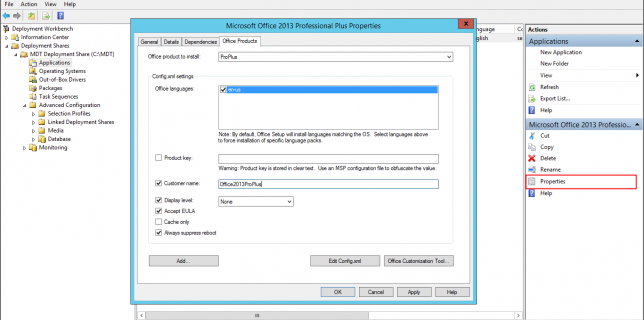 File Action View Help
Deployment Workbench
Information Center
Deployment Shares
MDT Deployment Share (C:\MDT)
Applications
Operating Systems
Out-of-Box Drivers
Packages
Task Sequences
Advanced Configuration
Selection Profiles
Linked Deployment Shares
Media
Database
Monitoring
Microsoft Office 2013 Professional Plus Properties
General Details Dependencies Office Products
Office product to install: ProPlus
Config.xml settings
Office languages: en-us
Note: By default, Office Setup will install languages matching the OS. Select languages above
to force installation of specific language packs.
Product key:
Warning: Product key is stored in clear text. Use an MSP configuration file to obfuscate the value.
Customer name: Office2013ProPlus
Display level: None
Accept EULA
Cache only
Always suppress reboot
Add... Edit Config.xml Office Customization Tool...
OK Cancel Apply Help
nguage
nglish
Actions
Applications
New Application
New Folder
View
Refresh
Export List...
Help
Microsoft Office 2013 Professio...
Cut
Copy
Delete
Rename
Properties
Help